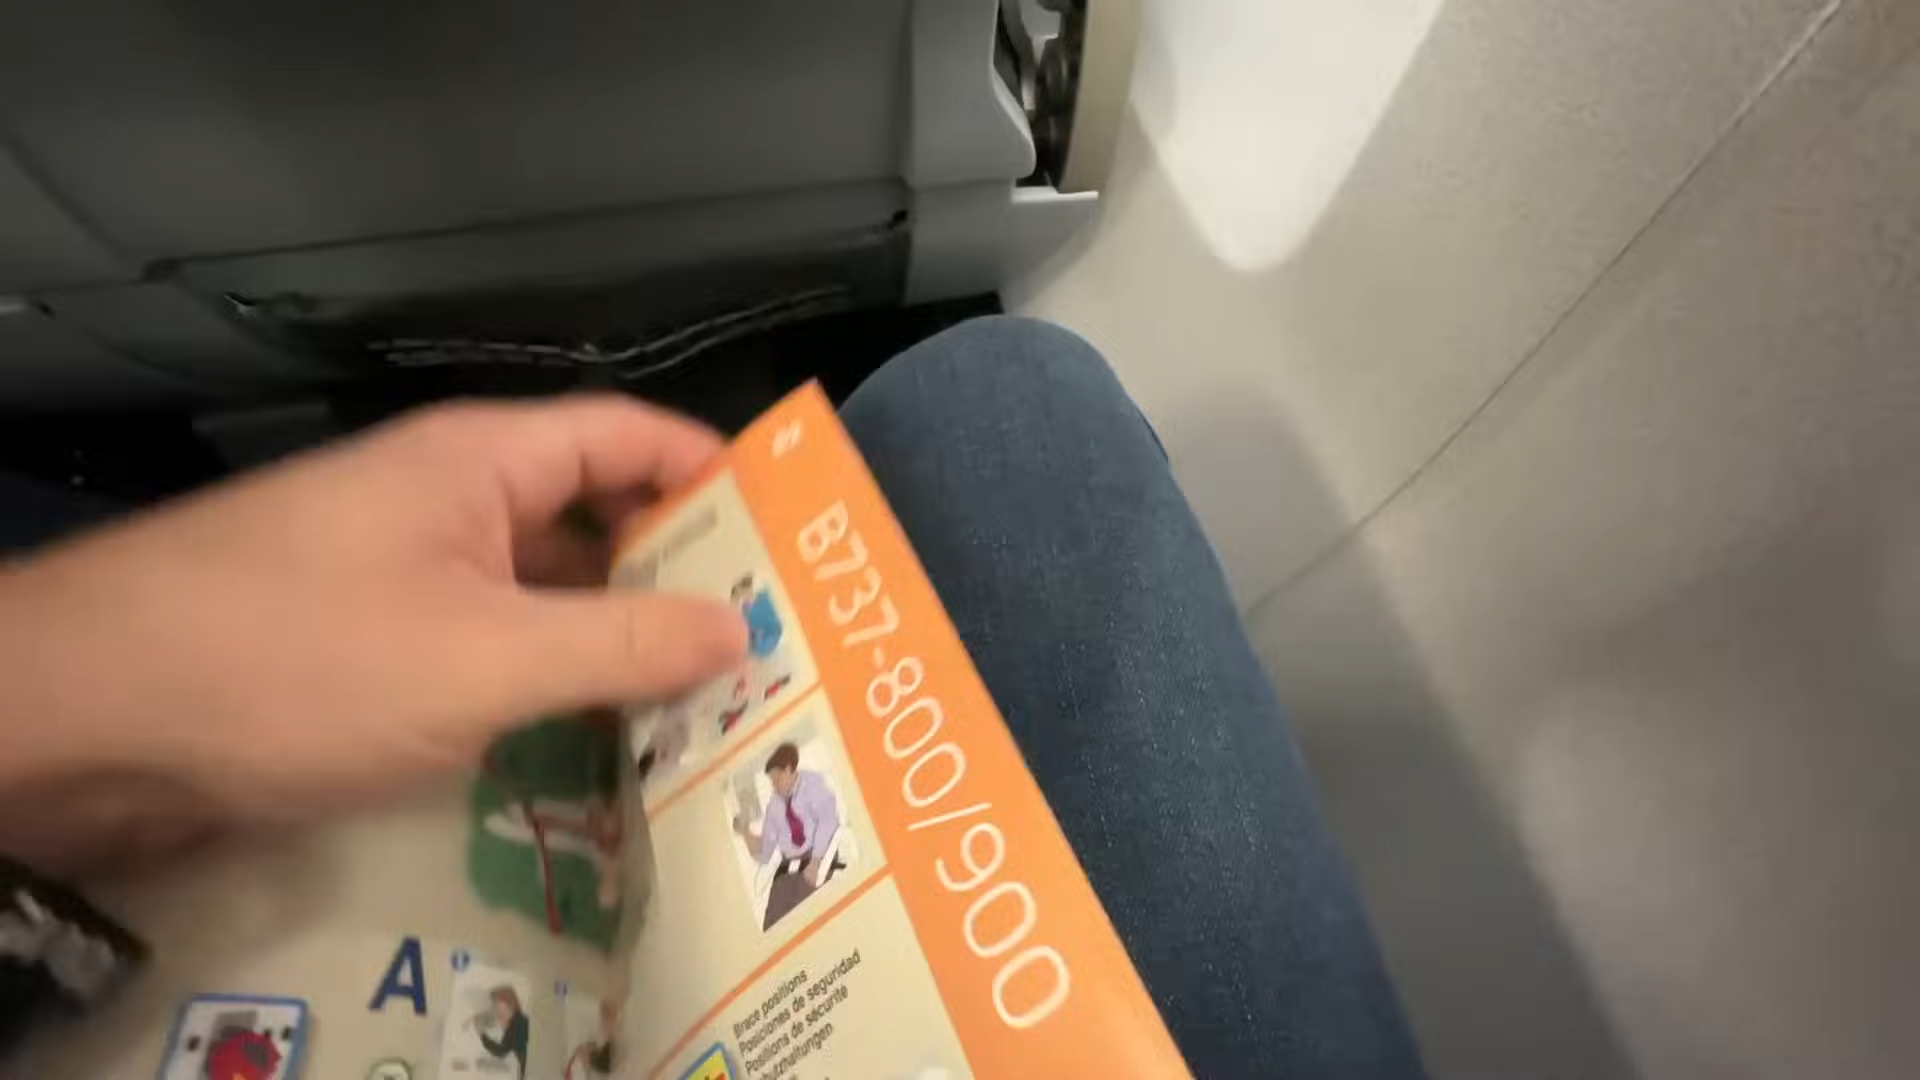 B737-800/900
A
Brace positions
Posiciones de seguridad
Positions de sécurité